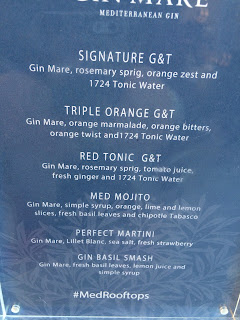 GIN MARE
MEDITERRANEAN GIN
SIGNATURE G&T
Gin Mare, rosemary sprig, orange zest and
1724 Tonic Water
TRIPLE ORANGE G&T
Gin Mare, orange marmalade, orange bitters,
orange twist and1724 Tonic Water
RED TONIC G&T
Gin Mare, rosemary sprig, tomato juice,
fresh ginger and 1724 Tonic Water
MED MOJITO
Gin Mare, simple syrup, orange, lime and lemon
slices, fresh basil leaves and chipotle Tabasco
PERFECT MARTINI
Gin Mare, Lillet Blanc, sea salt, fresh strawberry
GIN BASIL SMASH
Gin Mare, fresh basil leaves, lemon juice and
simple syrup
#MedRooftops